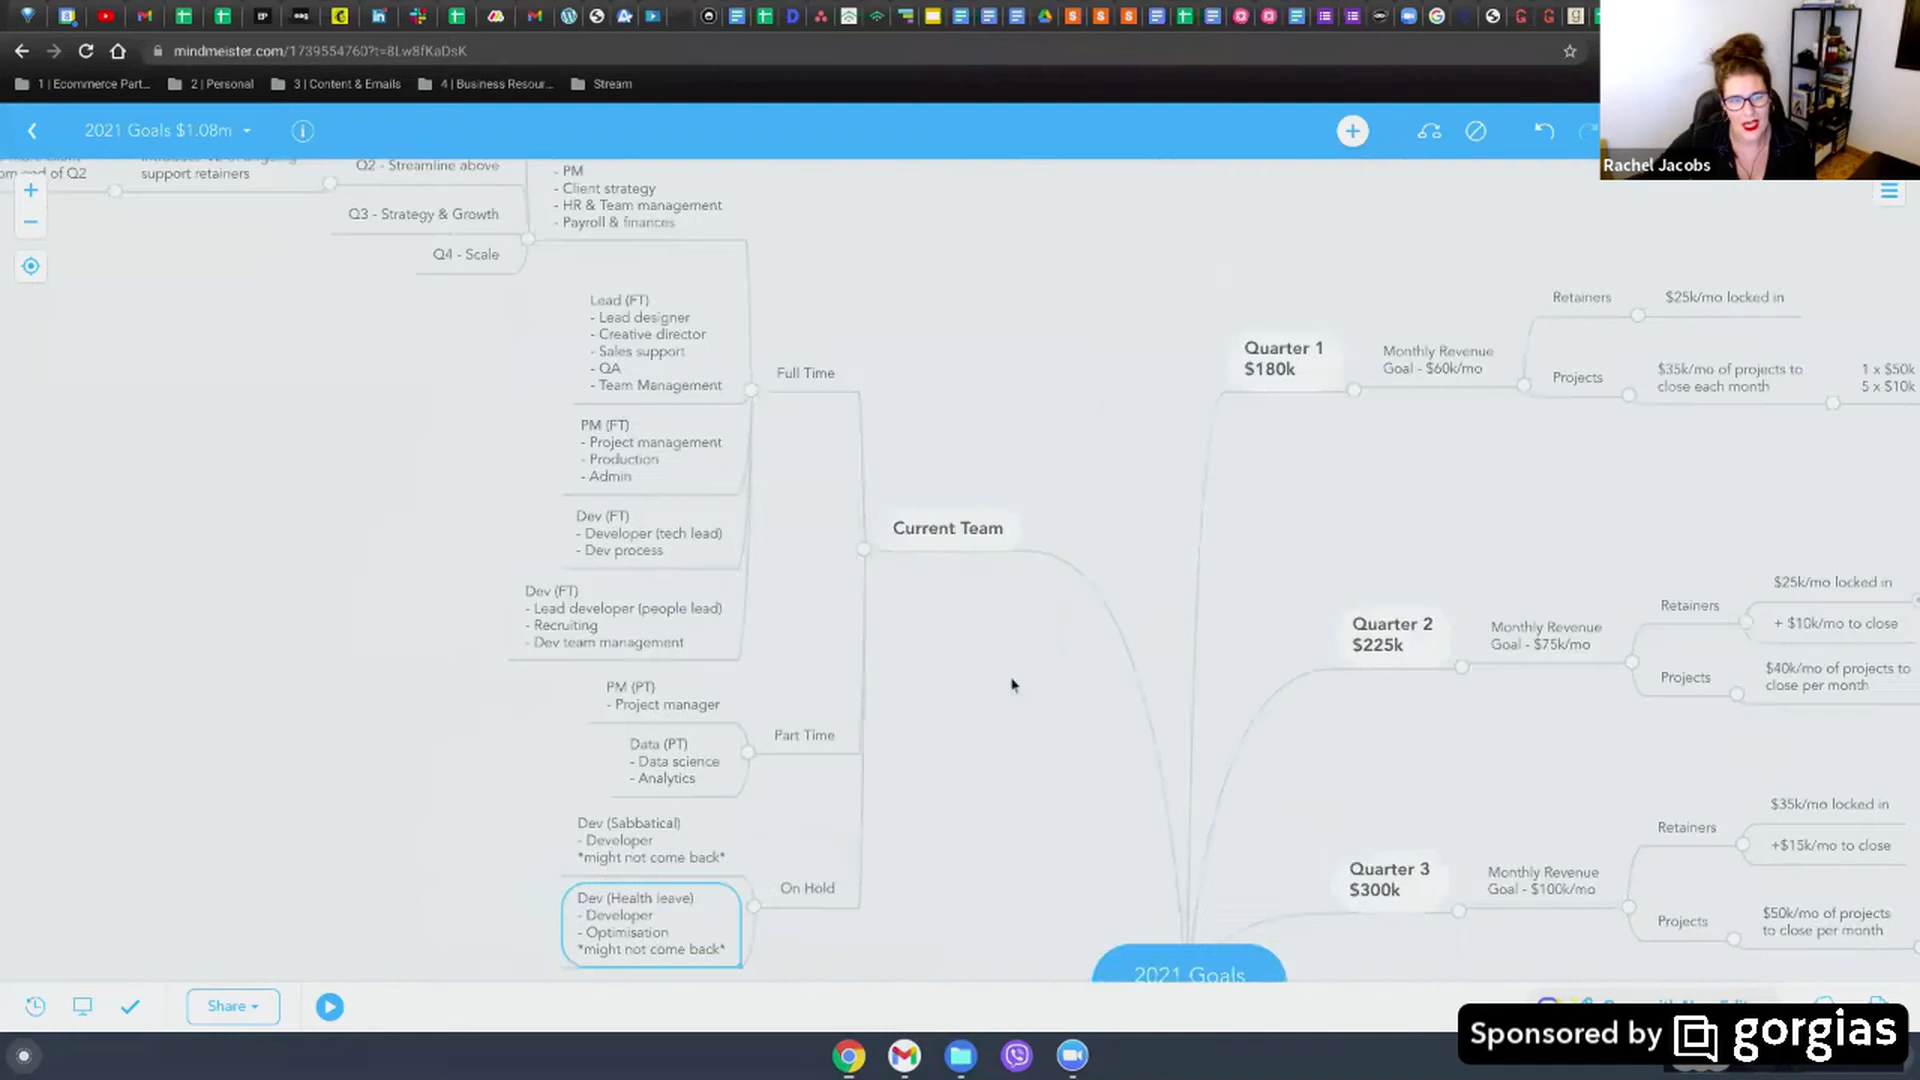 mindmeister.com/1739554760?t=8Lw8fKaDsK
1 | Ecommerce Part...
2 | Personal
3 | Content & Emails
4 | Business Resour...
Stream
Rachel Jacobs
2021 Goals $1.08m
om end of Q2
support retainers
Q2 - Streamline above
Q3 - Strategy & Growth
Q4 - Scale
- PM
- Client strategy
- HR & Team management
- Payroll & finances
Lead (FT)
- Lead designer
- Creative director
- Sales support
- QA
- Team Management
Full Time
PM (FT)
- Project management
- Production
- Admin
Dev (FT)
- Developer (tech lead)
- Dev process
Dev (FT)
- Lead developer (people lead)
- Recruiting
- Dev team management
Current Team
PM (PT)
- Project manager
Data (PT)
- Data science
- Analytics
Part Time
Dev (Sabbatical)
- Developer
*might not come back*
Dev (Health leave)
- Developer
- Optimisation
*might not come back*
On Hold
Quarter 1
$180k
Monthly Revenue
Goal - $60k/mo
Retainers
$25k/mo locked in
Projects
$35k/mo of projects to
close each month
1 x $50k
5 x $10k
Quarter 2
$225k
Monthly Revenue
Goal - $75k/mo
Retainers
$25k/mo locked in
+ $10k/mo to close
Projects
$40k/mo of projects to
close per month
Quarter 3
$300k
Monthly Revenue
Goal - $100k/mo
Retainers
$35k/mo locked in
+$15k/mo to close
Projects
$50k/mo of projects
to close per month
2021 Goals
Share
Sponsored by gorgias